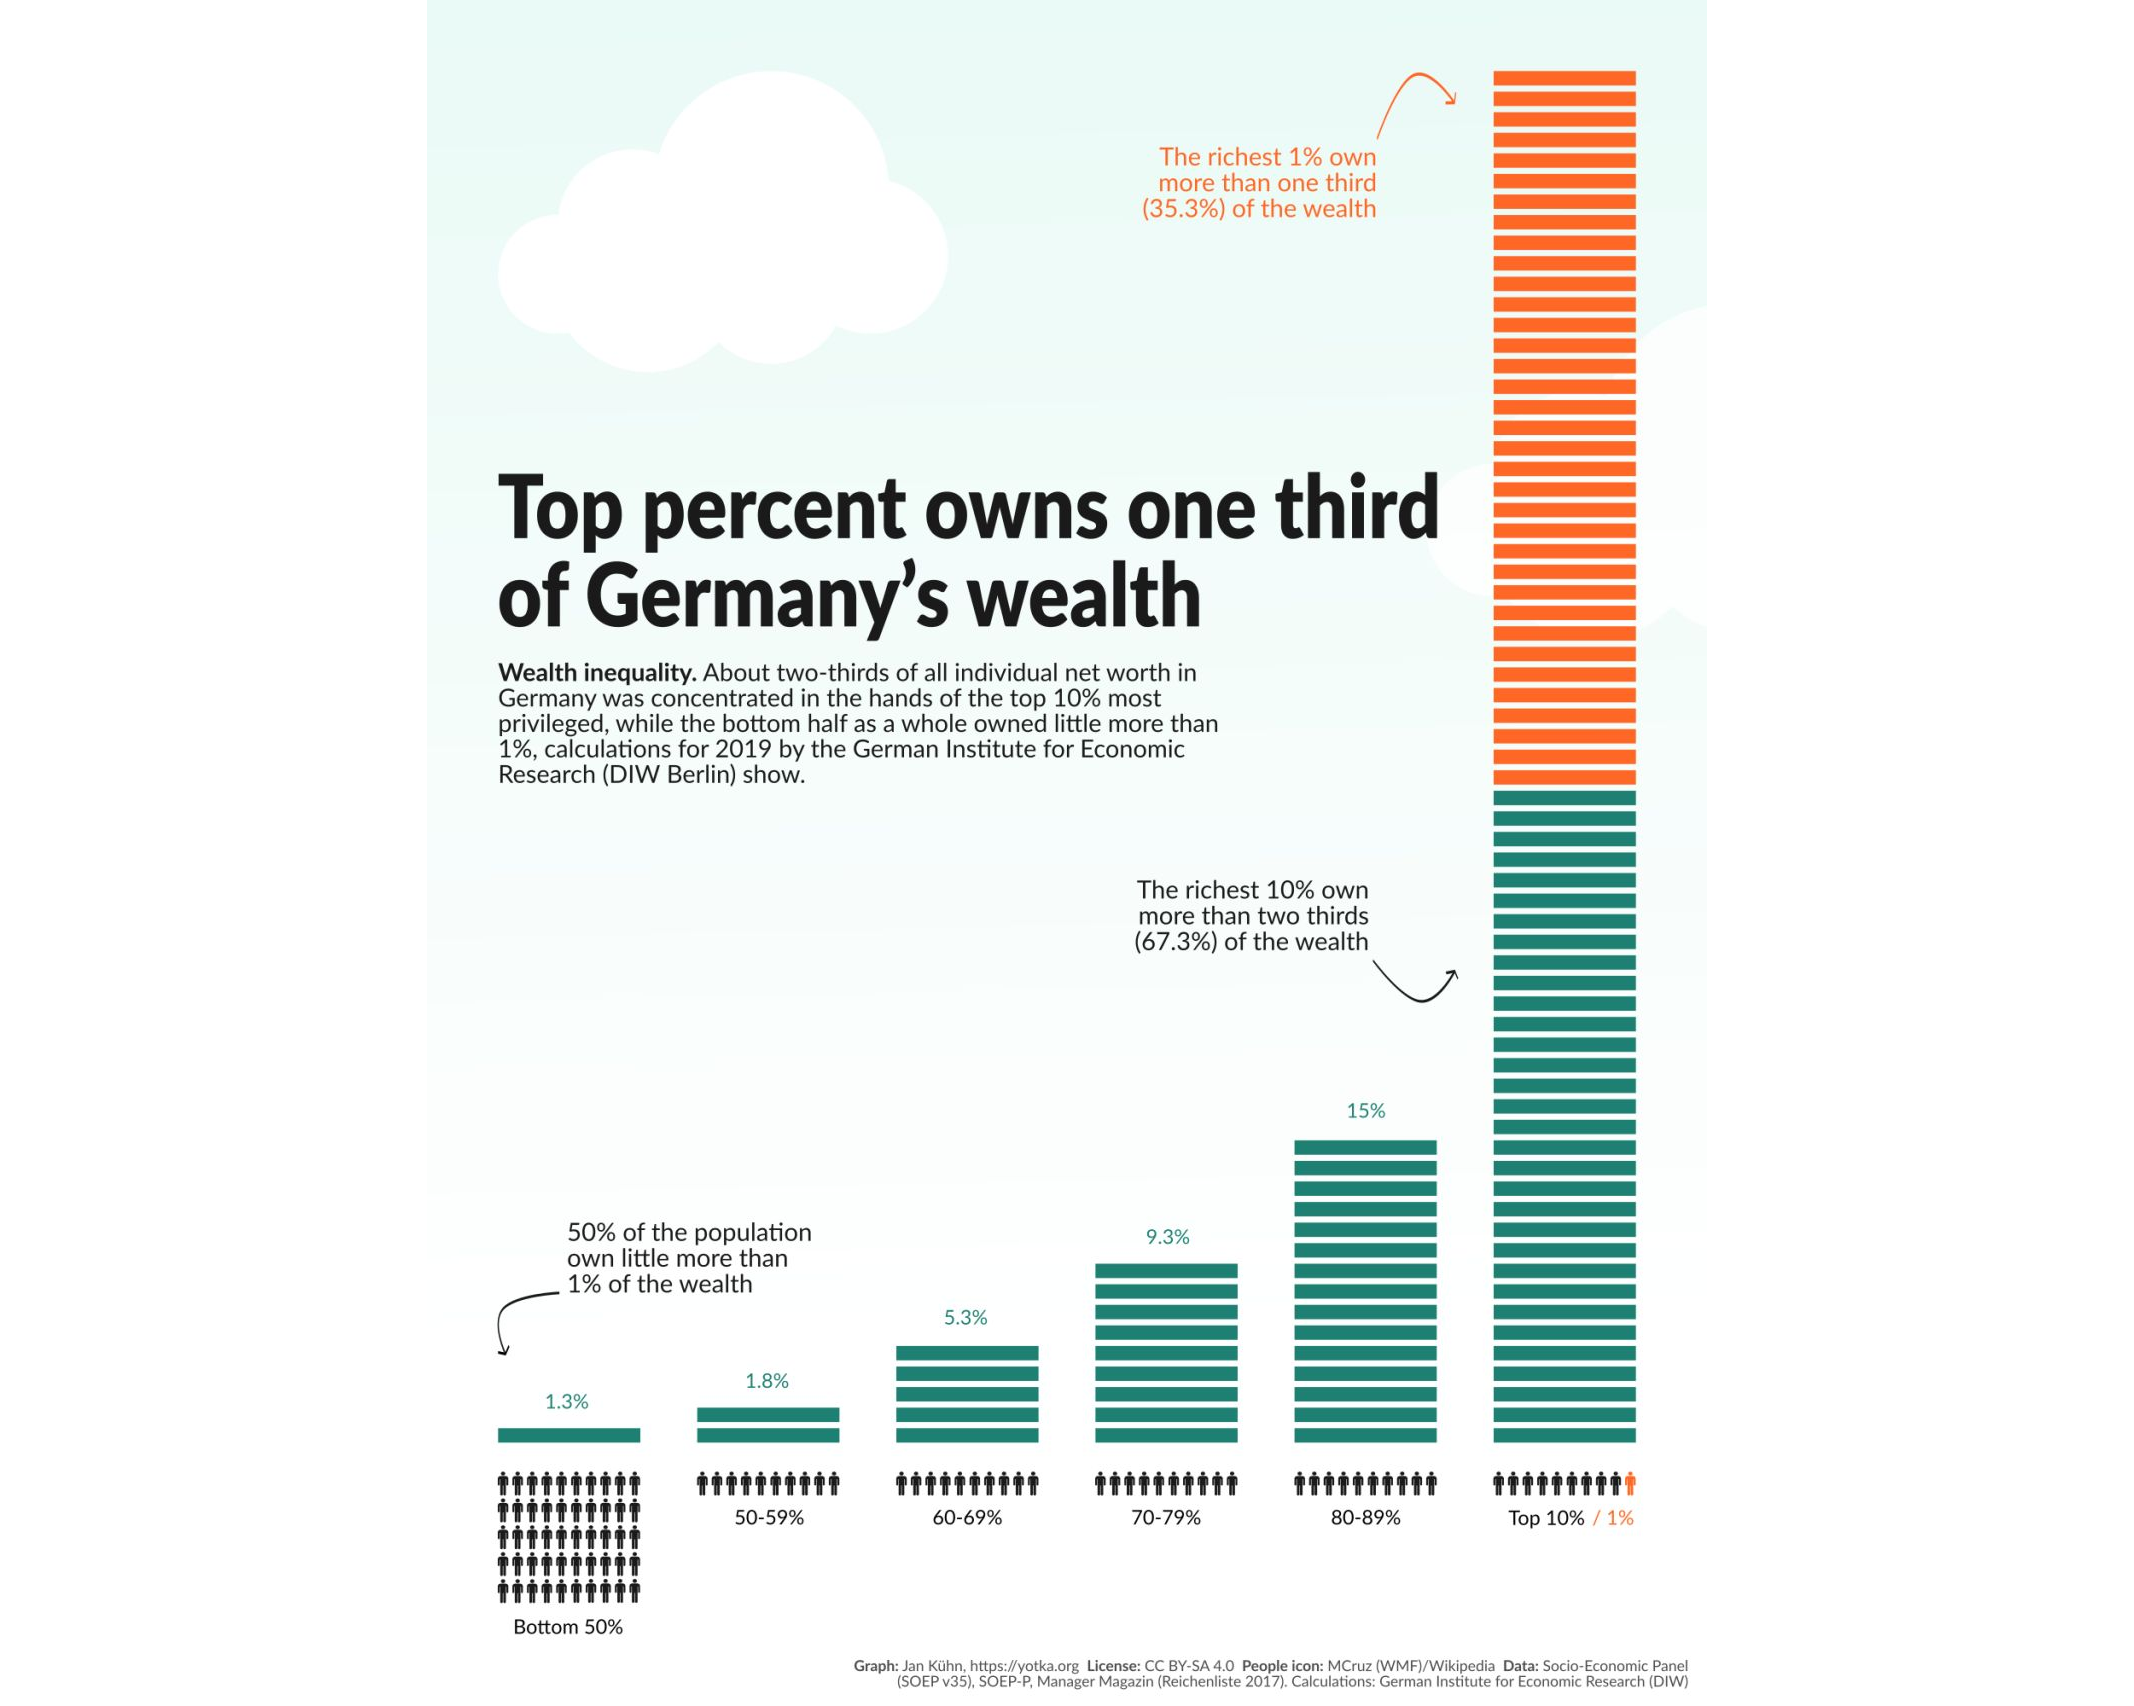 The richest 1% own
more than one third
(35.3%) of the wealth
Top percent owns one third
of Germany’s wealth
Wealth inequality. About two-thirds of all individual net worth in
Germany was concentrated in the hands of the top 10% most
privileged, while the bottom half as a whole owned little more than
1%, calculations for 2019 by the German Institute for Economic
Research (DIW Berlin) show.
The richest 10% own
more than two thirds
(67.3%) of the wealth
50% of the population
own little more than
1% of the wealth
1.3%
1.8%
5.3%
9.3%
15%
Bottom 50%
50-59%
60-69%
70-79%
80-89%
Top 10% / 1%
Graph: Jan Kühn, https://yotka.org License: CC BY-SA 4.0 People icon: MCruz (WMF)/Wikipedia Data: Socio-Economic Panel
(SOEP v35), SOEP-P, Manager Magazin (Reichenliste 2017). Calculations: German Institute for Economic Research (DIW)